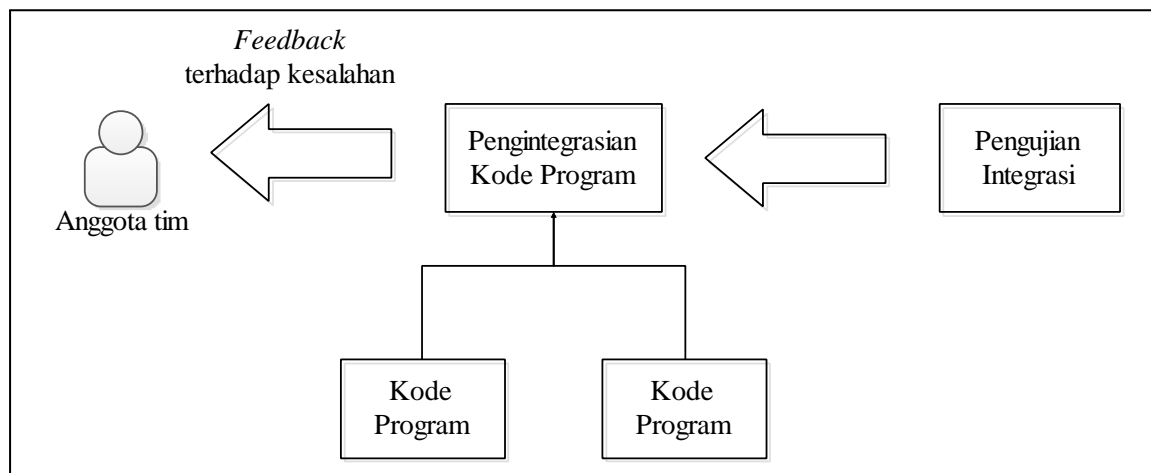 Feedback
terhadap kesalahan
Anggota tim
Pengintegrasian
Kode Program
Pengujian
Integrasi
Kode
Program
Kode
Program